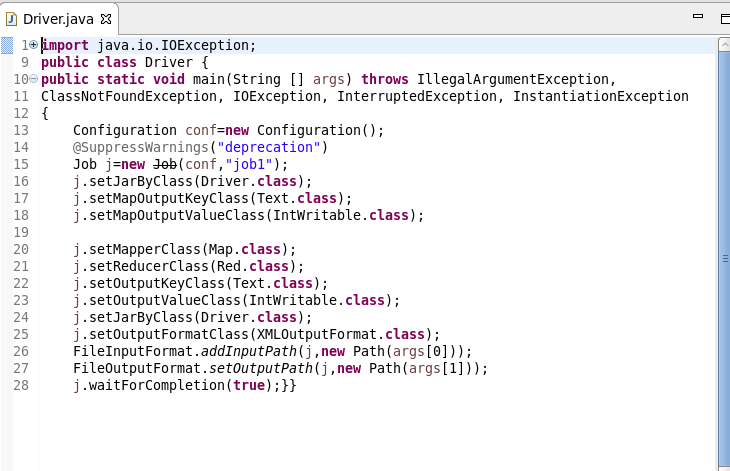 Driver.java
1 import java.io.IOException;
9 public class Driver {
10 public static void main(String [] args) throws IllegalArgumentException,
11 ClassNotFoundException, IOException, InterruptedException, InstantiationException
12 {
13     Configuration conf=new Configuration();
14     @SuppressWarnings("deprecation")
15     Job j=new Job(conf,"job1");
16     j.setJarByClass(Driver.class);
17     j.setMapOutputKeyClass(Text.class);
18     j.setMapOutputValueClass(IntWritable.class);
19
20     j.setMapperClass(Map.class);
21     j.setReducerClass(Red.class);
22     j.setOutputKeyClass(Text.class);
23     j.setOutputValueClass(IntWritable.class);
24     j.setJarByClass(Driver.class);
25     j.setOutputFormatClass(XMLOutputFormat.class);
26     FileInputFormat.addInputPath(j,new Path(args[0]));
27     FileOutputFormat.setOutputPath(j,new Path(args[1]));
28     j.waitForCompletion(true);}}